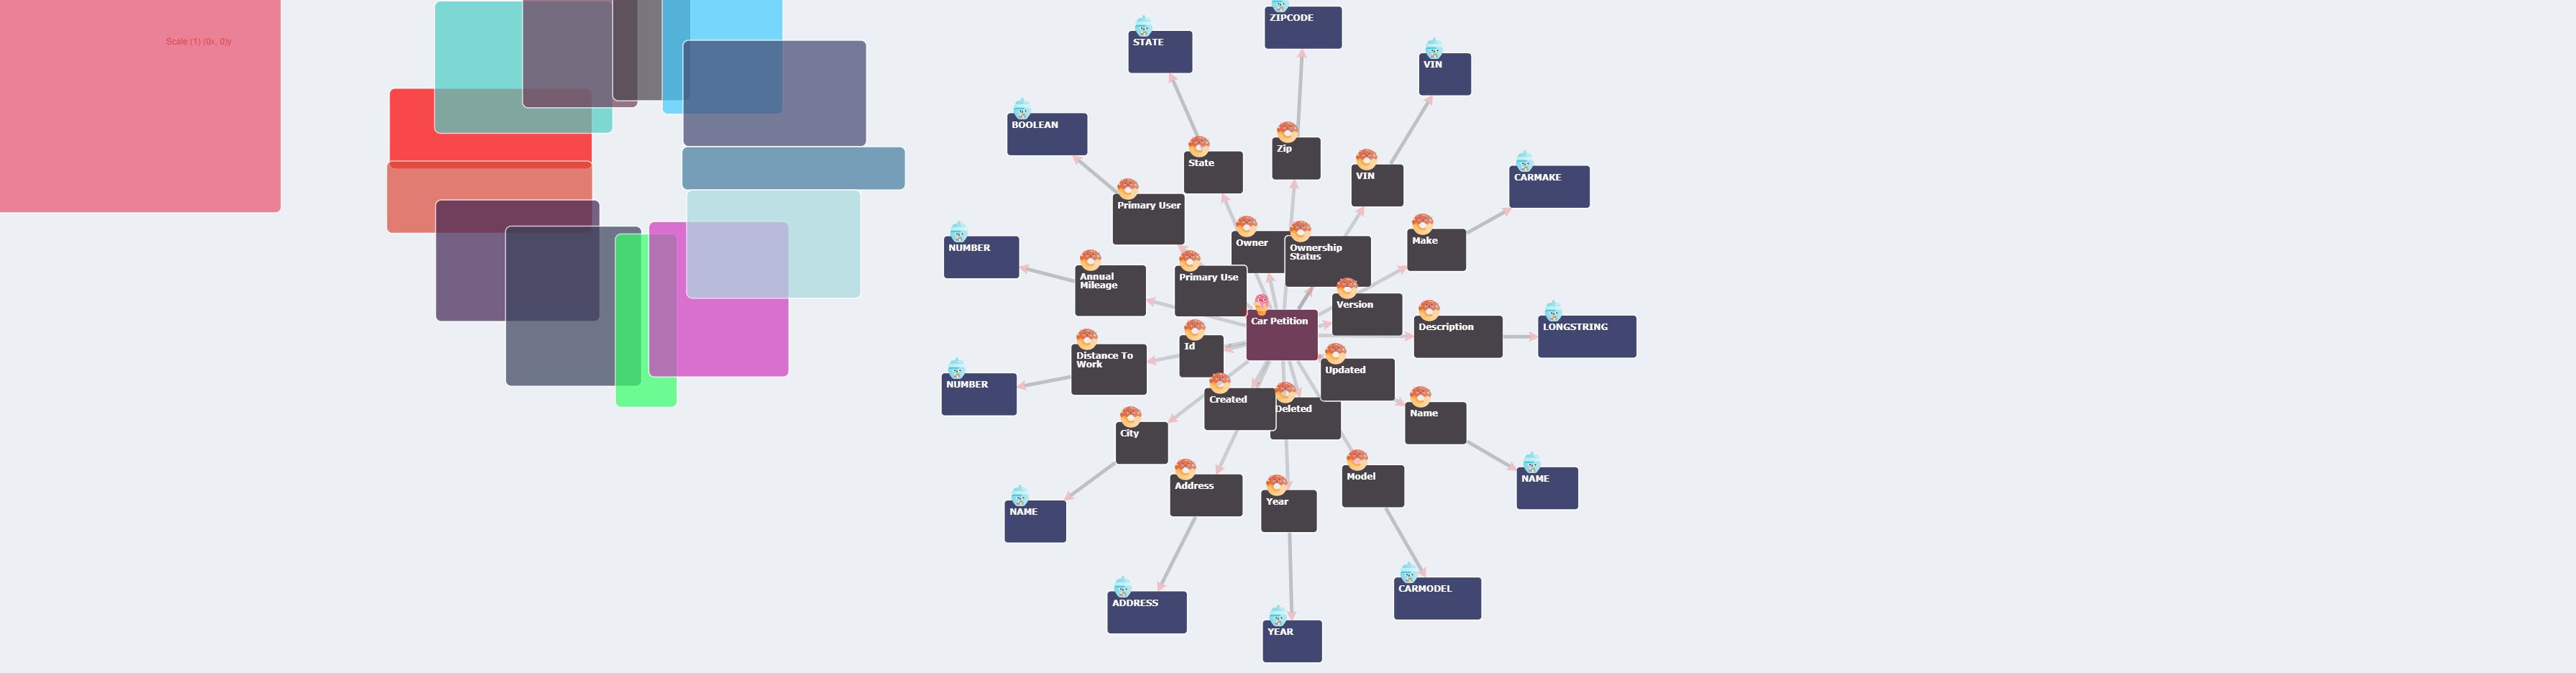 Scale (1) (0x, 0)y
ZIPCODE
STATE
VIN
BOOLEAN
Zip
State
VIN
CARMAKE
Primary User
Make
Owner
Ownership
Status
NUMBER
Annual
Mileage
Primary Use
Version
Car Petition
Description
LONGSTRING
Id
Distance To
Work
Updated
NUMBER
Created
Deleted
Name
City
Model
NAME
Address
Year
NAME
CARMODEL
ADDRESS
YEAR